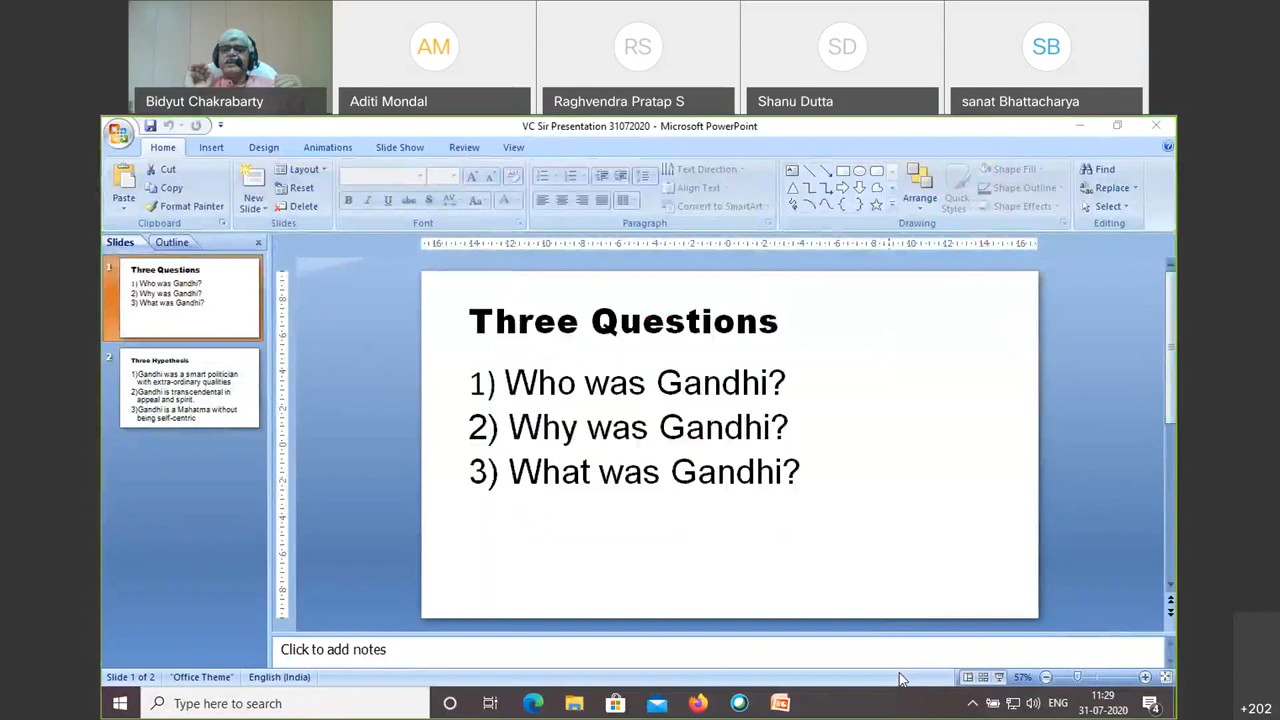 AM
RS
SD
SB
Bidyut Chakrabarty
Aditi Mondal
Raghvendra Pratap S
Shanu Dutta
sanat Bhattacharya
VC Sir Presentation 31072020 - Microsoft PowerPoint
Home Insert Design Animations Slide Show Review View
Paste
Cut
Copy
Format Painter
Clipboard
New Slide
Layout
Reset
Delete
Slides
Font
Text Direction
Align Text
Convert to SmartArt
Paragraph
Arrange
Quick Styles
Shape Fill
Shape Outline
Shape Effects
Drawing
Find
Replace
Select
Editing
Slides Outline
1
Three Questions
1) Who was Gandhi?
2) Why was Gandhi?
3) What was Gandhi?
2
Three Hypothesis
1)Gandhi was a smart politician
with extra-ordinary qualities
2)Gandhi is transcendental in
appeal and spirit.
3)Gandhi is a Mahatma without
being self-centric
Three Questions
1) Who was Gandhi?
2) Why was Gandhi?
3) What was Gandhi?
Click to add notes
Slide 1 of 2 "Office Theme" English (India)
57%
Type here to search
ENG
11:29
31-07-2020
4
+202